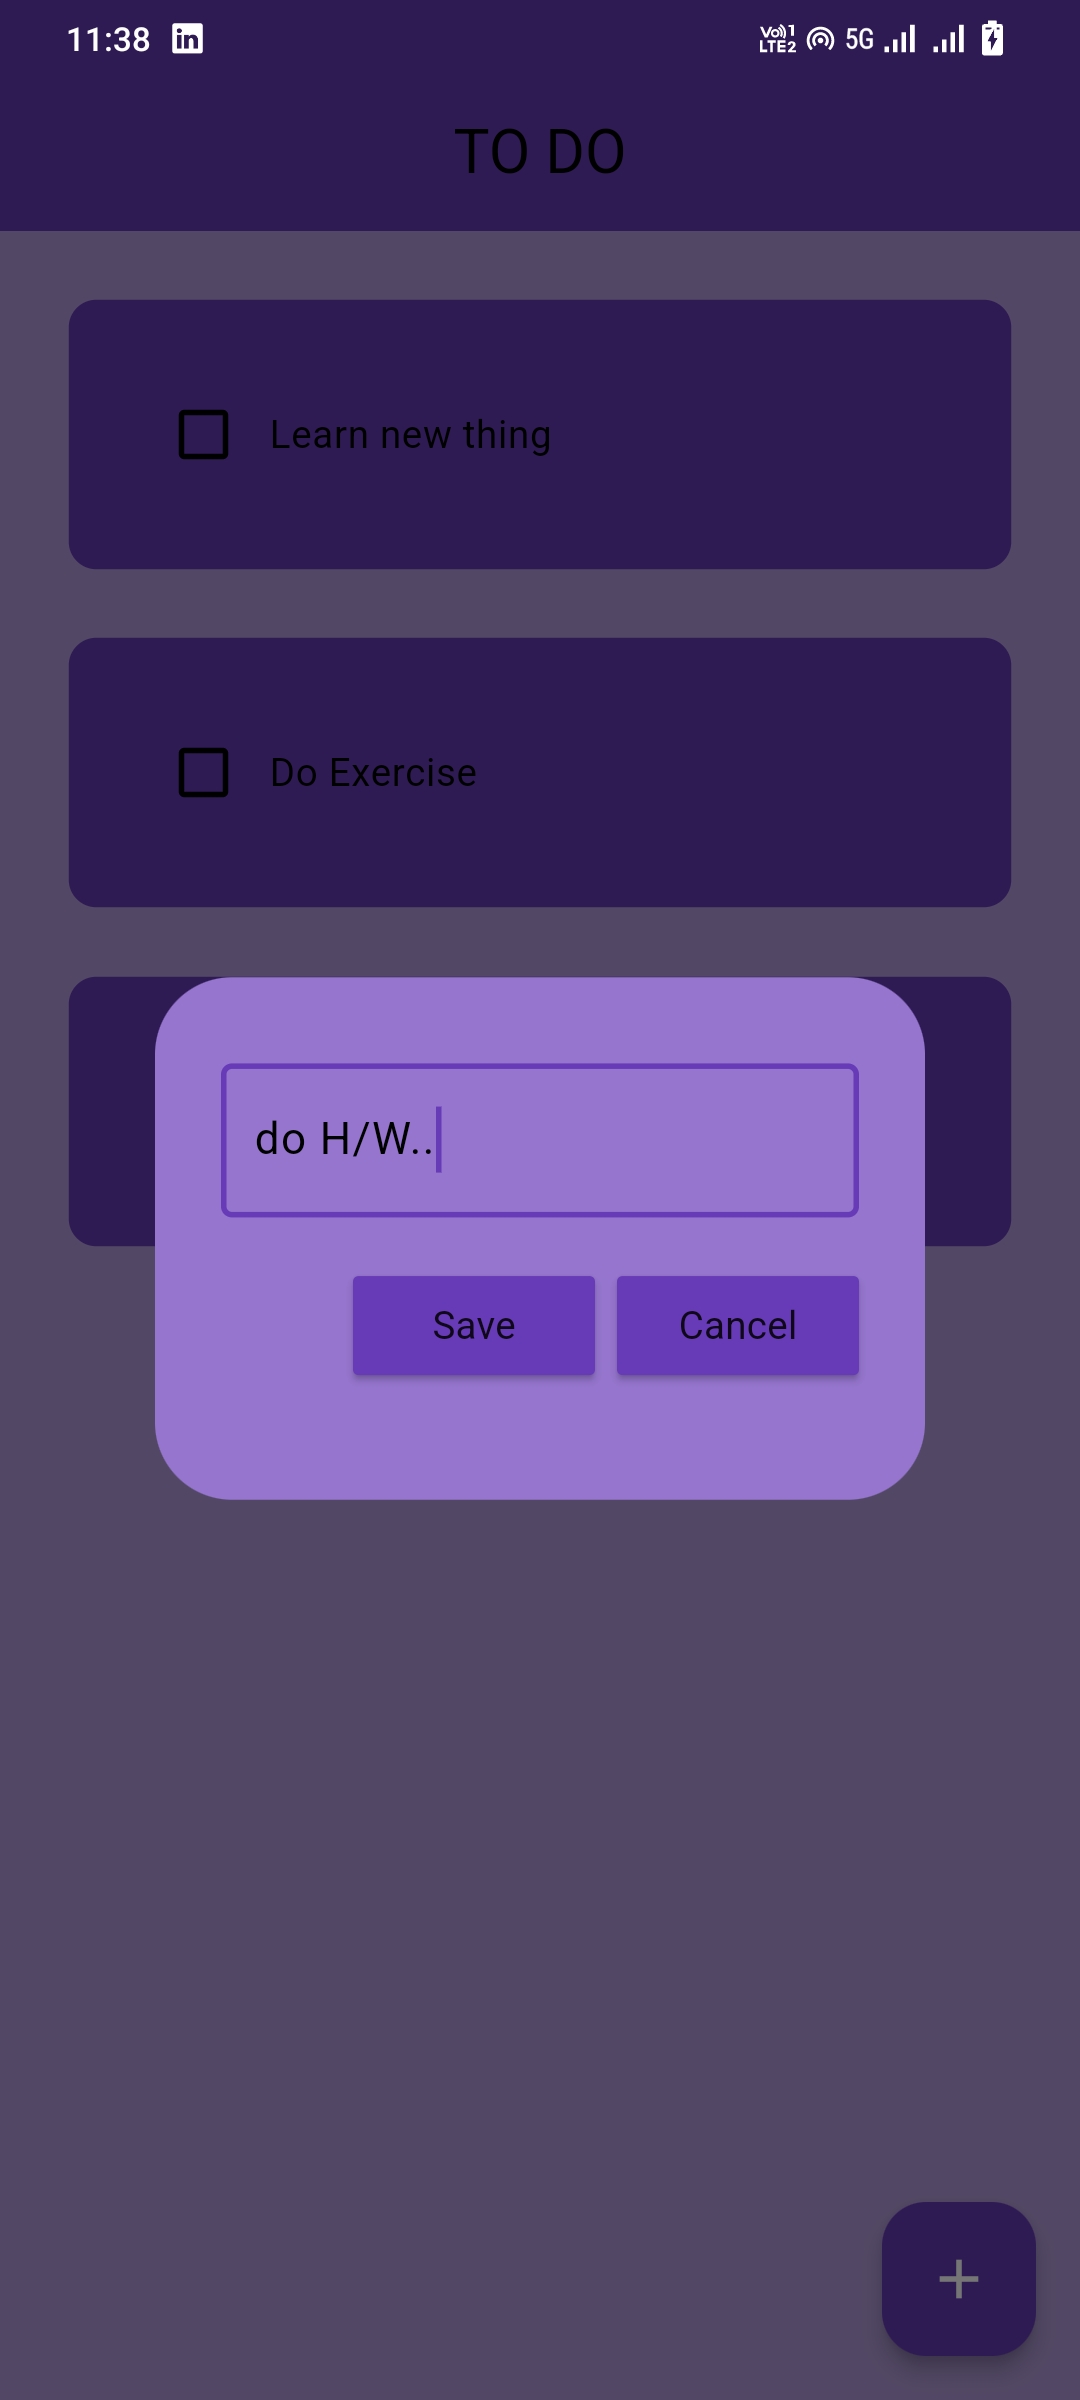 11:38 in Vo) 1 LTE2 5G
TO DO
Learn new thing
Do Exercise
do H/W..
Save Cancel
+